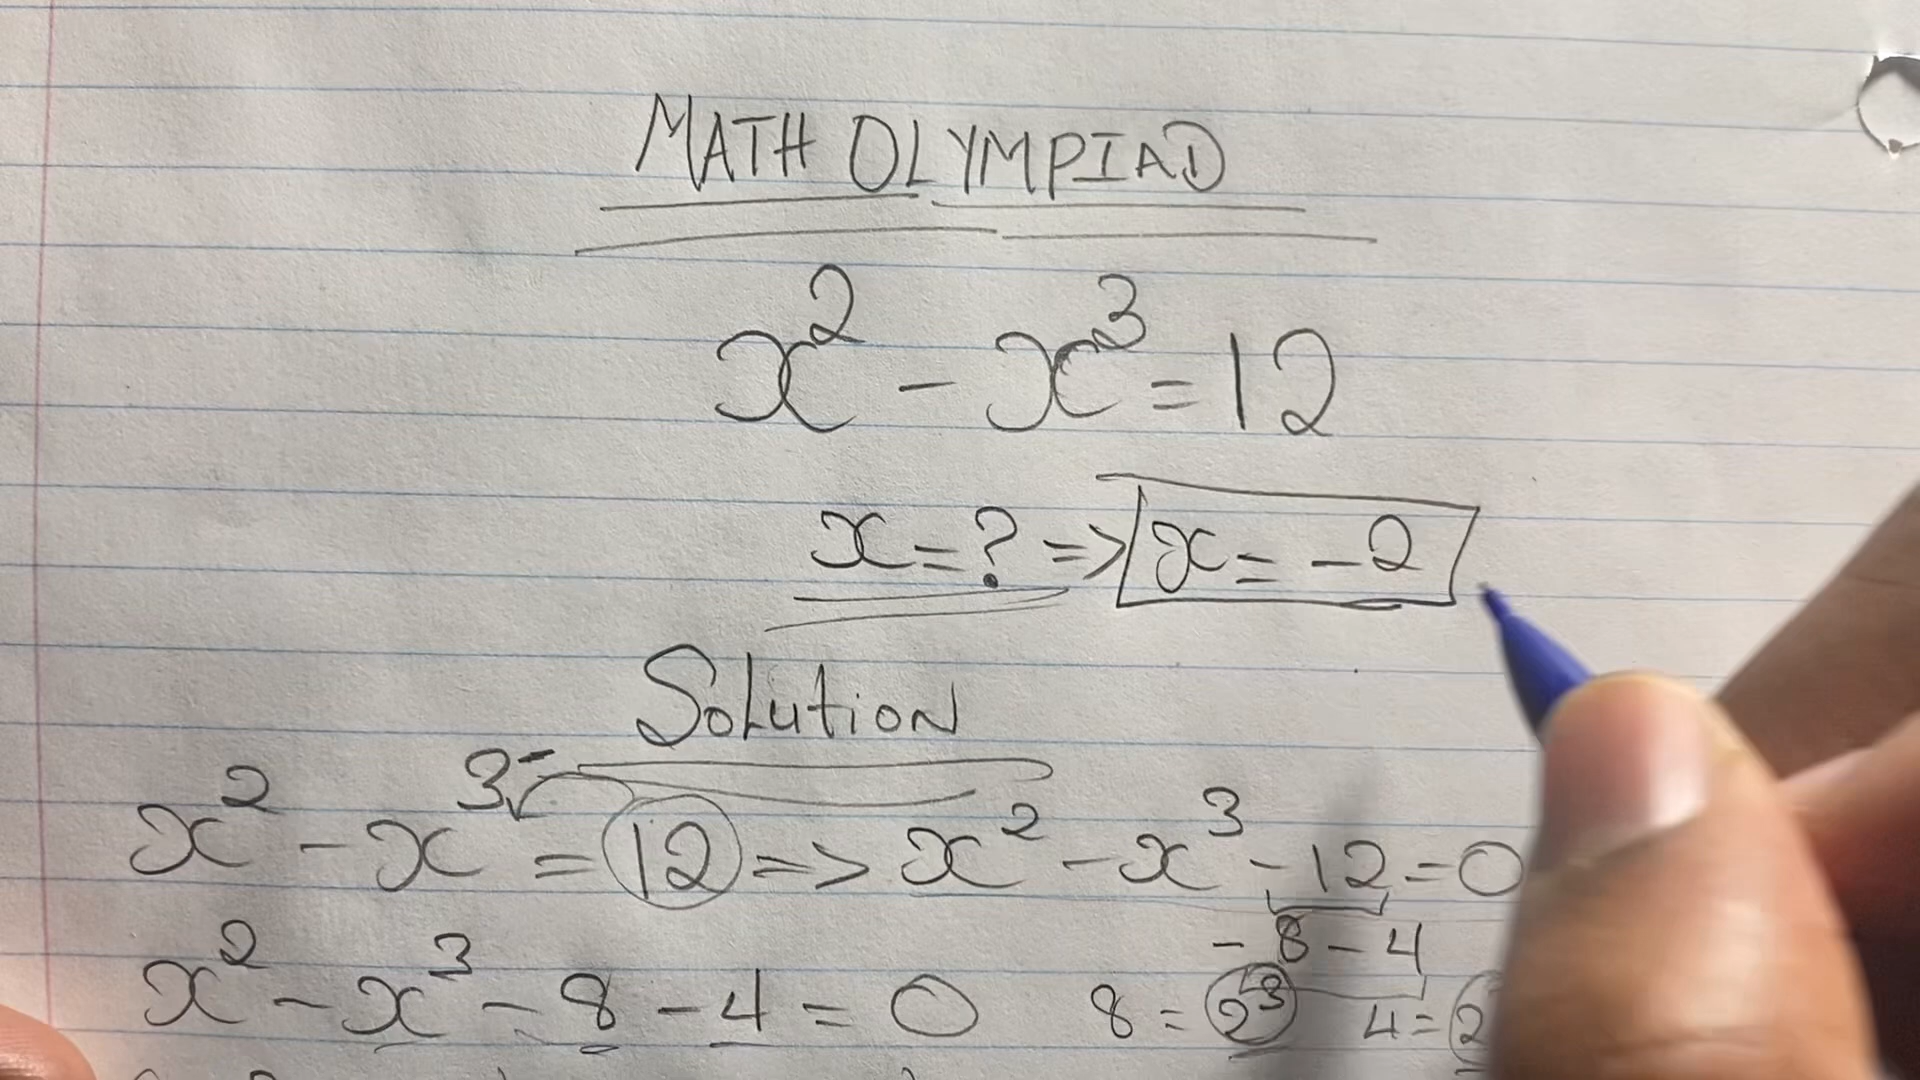 MATH OLYMPIAD
x² - x³ = 12
x = ? => x = -2
Solution
x² - x³ = 12 => x² - x³ - 12 = 0
- 8 - 4
x² - x³ - 8 - 4 = 0 8 = 2³ 4 = 2